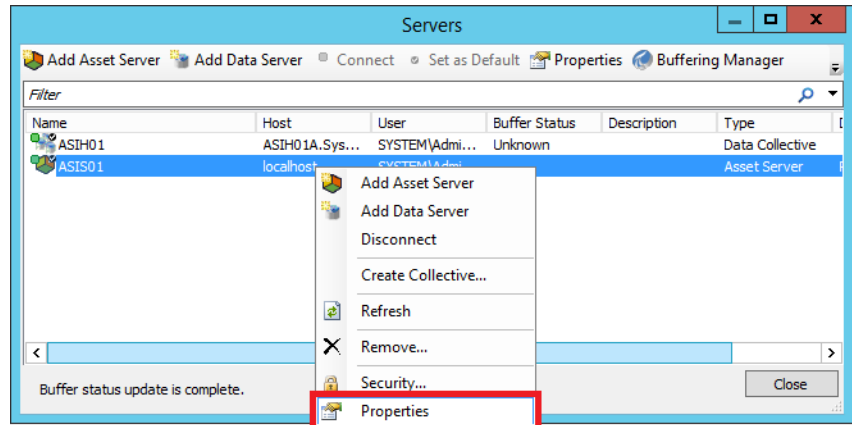 Servers
Add Asset Server Add Data Server Connect Set as Default Properties Buffering Manager
Filter
Name Host User Buffer Status Description Type
ASIH01 ASIH01A.Sys... SYSTEM\Admi... Unknown Data Collective
ASIS01 localhost SYSTEM\Admi... Asset Server
Add Asset Server
Add Data Server
Disconnect
Create Collective...
Refresh
Remove...
Security...
Properties
Buffer status update is complete. Close